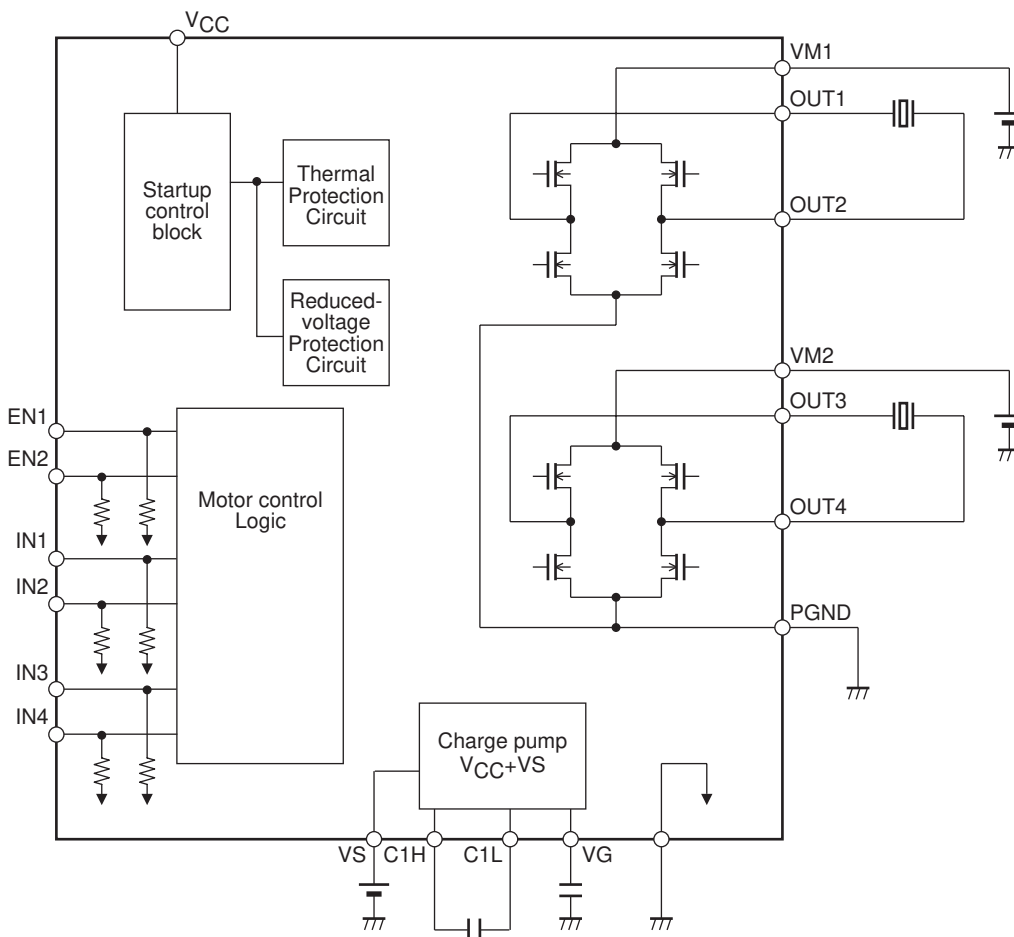 VCC
VM1
OUT1
Startup
control
block
Thermal
Protection
Circuit
OUT2
Reduced-
voltage
Protection
Circuit
VM2
OUT3
EN1
EN2
Motor control
Logic
OUT4
IN1
IN2
PGND
IN3
IN4
Charge pump
VCC+VS
VS
C1H
C1L
VG